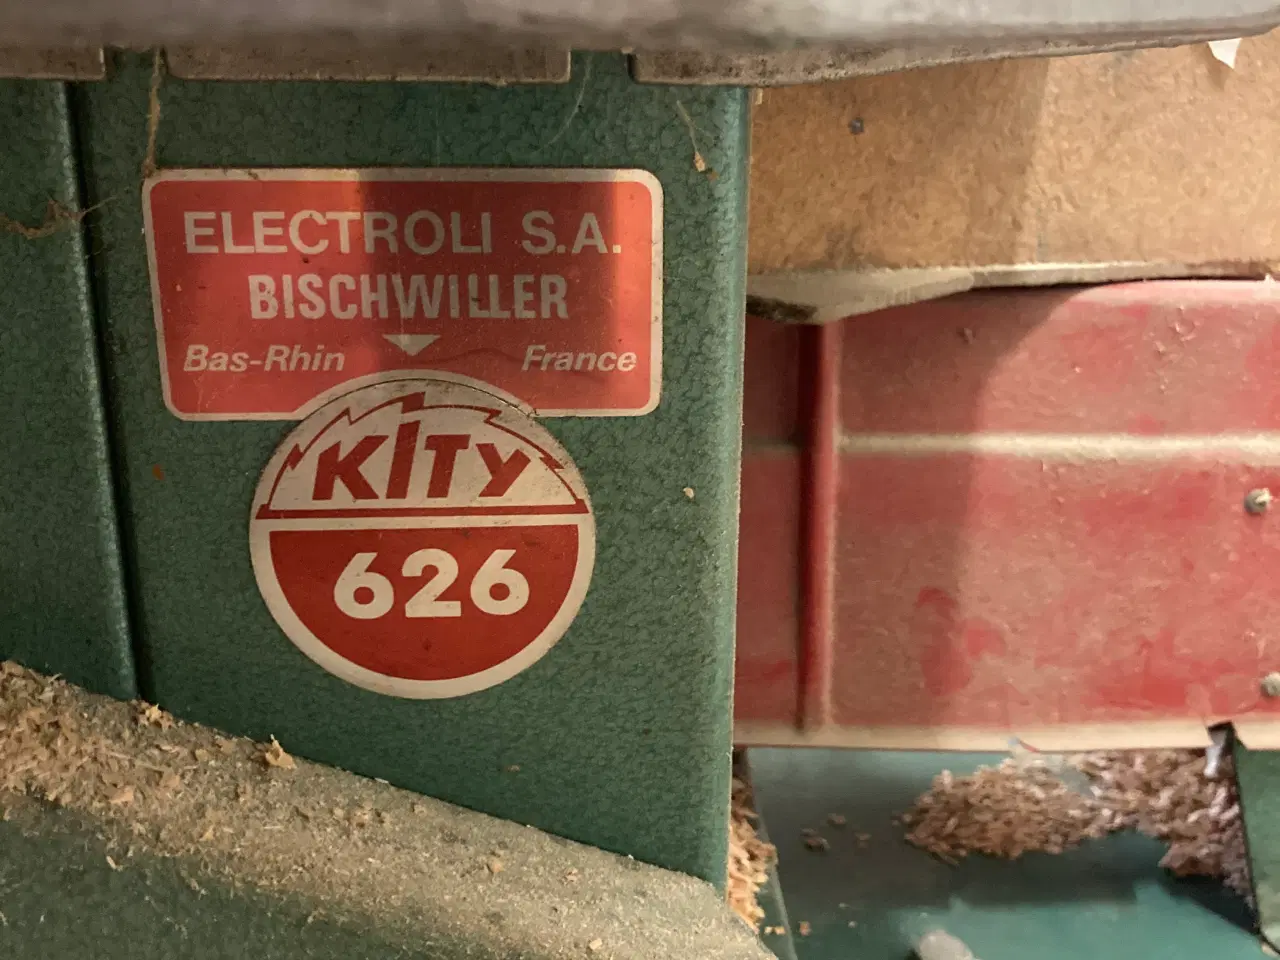 ELECTROLI S.A.
BISCHWILLER
Bas-Rhin France
KITY
626